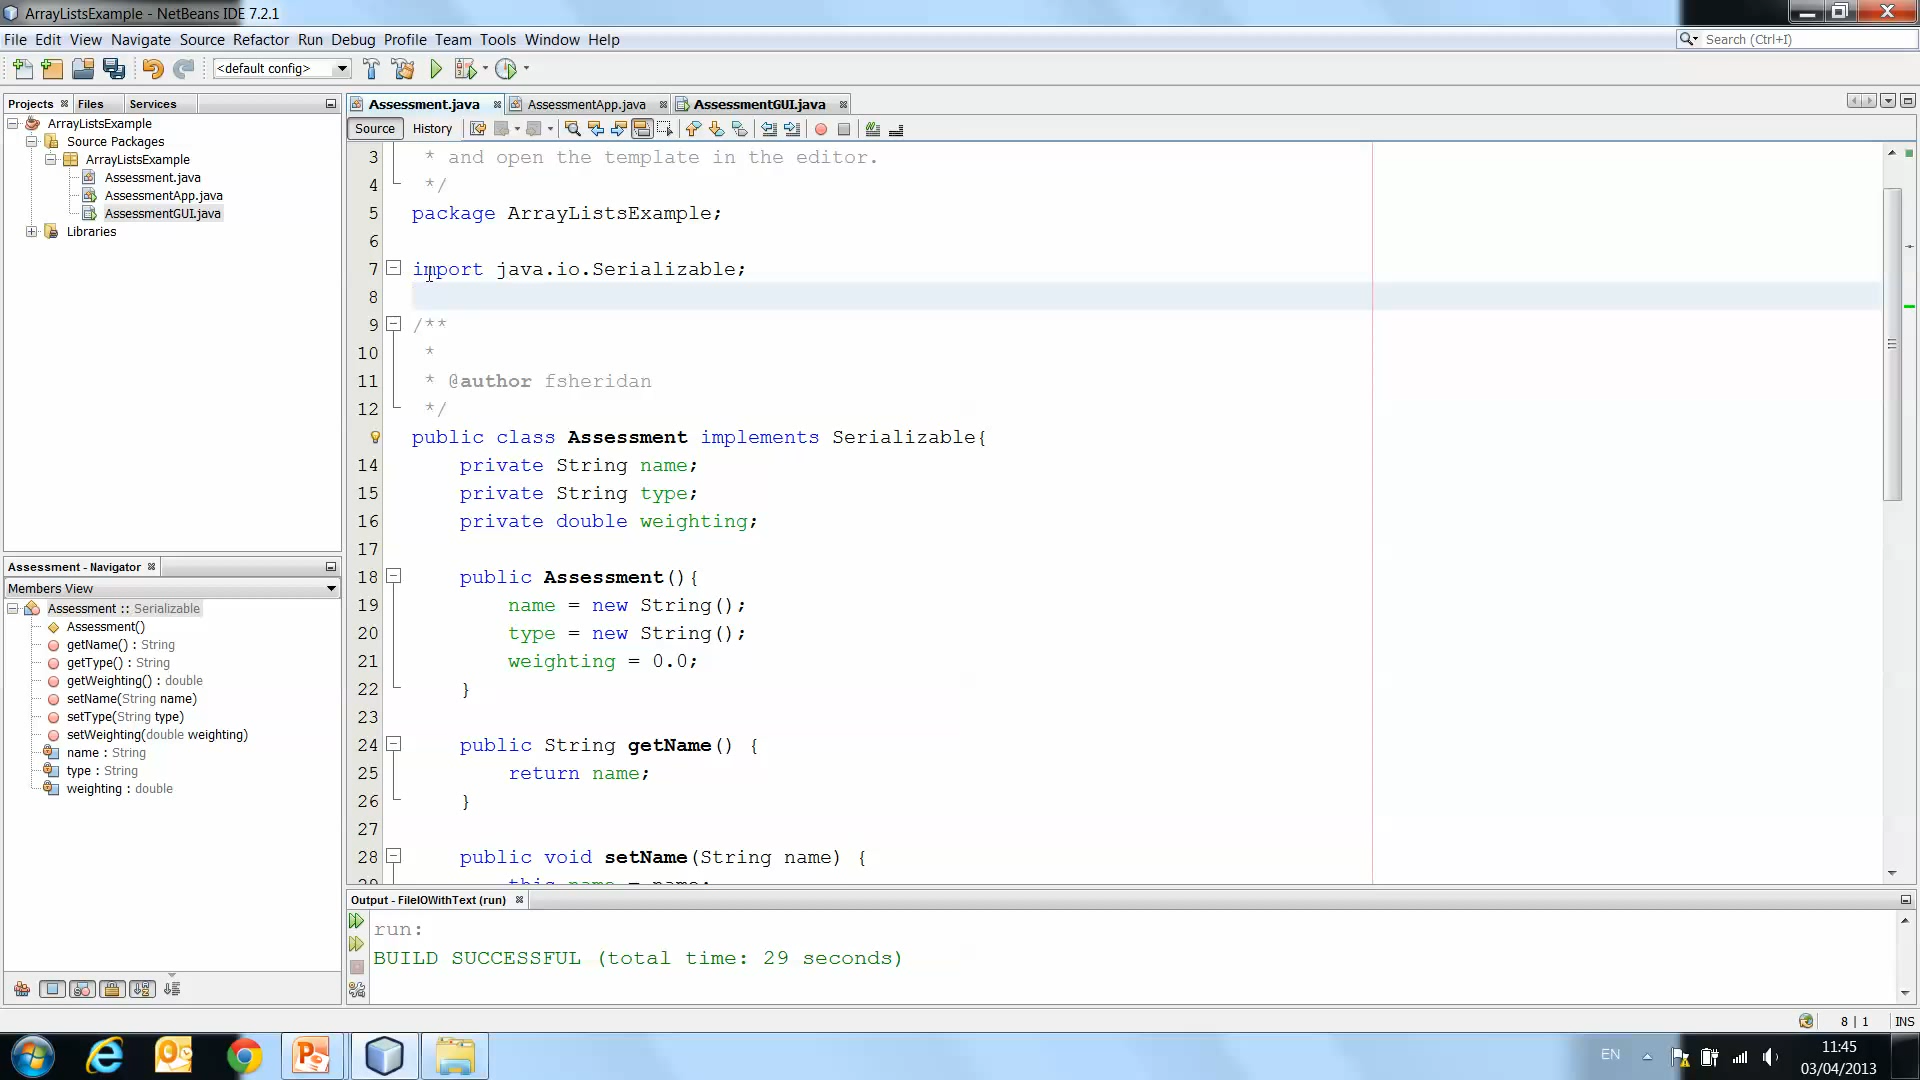 ArrayListsExample - NetBeans IDE 7.2.1
File Edit View Navigate Source Refactor Run Debug Profile Team Tools Window Help
Search (Ctrl+I)
<default config>
Projects Files Services
Assessment.java AssessmentApp.java AssessmentGUI.java
Source History
ArrayListsExample
Source Packages
ArrayListsExample
Assessment.java
AssessmentApp.java
AssessmentGUI.java
Libraries
Assessment - Navigator
Members View
Assessment :: Serializable
Assessment()
getName() : String
getType() : String
getWeighting() : double
setName(String name)
setType(String type)
setWeighting(double weighting)
name : String
type : String
weighting : double
3 * and open the template in the editor.
4 */
5 package ArrayListsExample;
6
7 import java.io.Serializable;
8
9 /**
10 *
11 * @author fsheridan
12 */
public class Assessment implements Serializable{
14 private String name;
15 private String type;
16 private double weighting;
17
18 public Assessment(){
19 name = new String();
20 type = new String();
21 weighting = 0.0;
22 }
23
24 public String getName() {
25 return name;
26 }
27
28 public void setName(String name) {
29 this.name = name;
Output - FileIOWithText (run)
run:
BUILD SUCCESSFUL (total time: 29 seconds)
8 | 1 INS
EN
11:45
03/04/2013